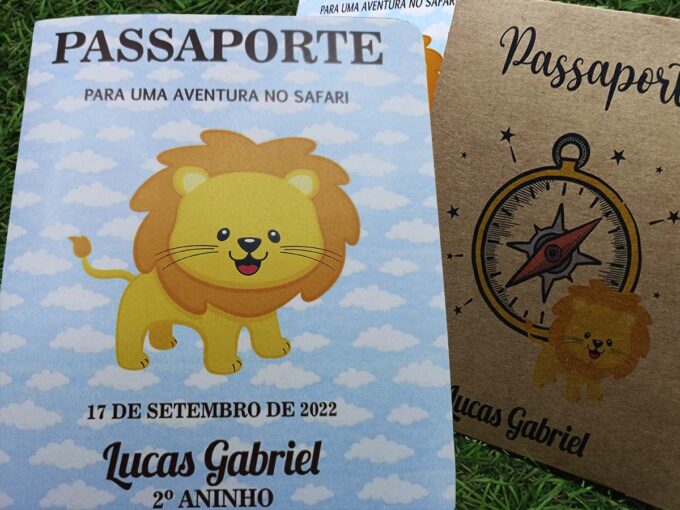 PASSAPORTE
PARA UMA AVENTURA NO SAFARI
17 DE SETEMBRO DE 2022
Lucas Gabriel
2º ANINHO
PARA UMA AVENTURA NO SAFARI
Passaport
Lucas Gabriel